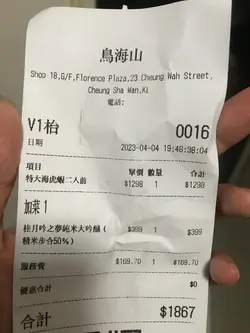 鳥海山
Shop 18,G/F,Florence Plaza,23 Cheung Wah Street,
Cheung Sha Wan,KL
電話:
V1枱 0016
日期 2023-04-04 19:48:38:04
項目 單價 數量 合計
特大海虎蝦二人前 $1298 1 $1298
加菜 1
桂月吟之夢純米大吟釀( $399 1 $399
精米步合50%)
服務費 $169.70 1 $169.70
優惠合計 $0
合計 $1867